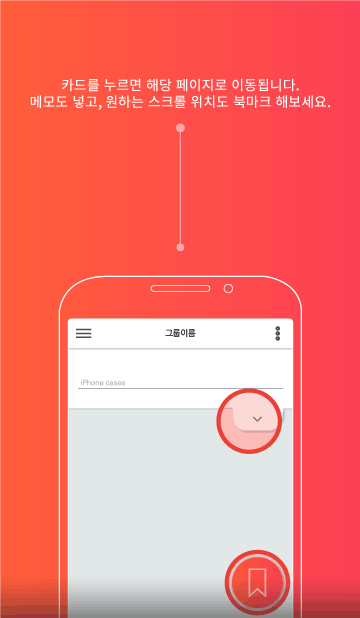 카드를 누르면 해당 페이지로 이동됩니다.
메모도 넣고, 원하는 스크롤 위치도 북마크 해보세요.
그룹이름
iPhone cases